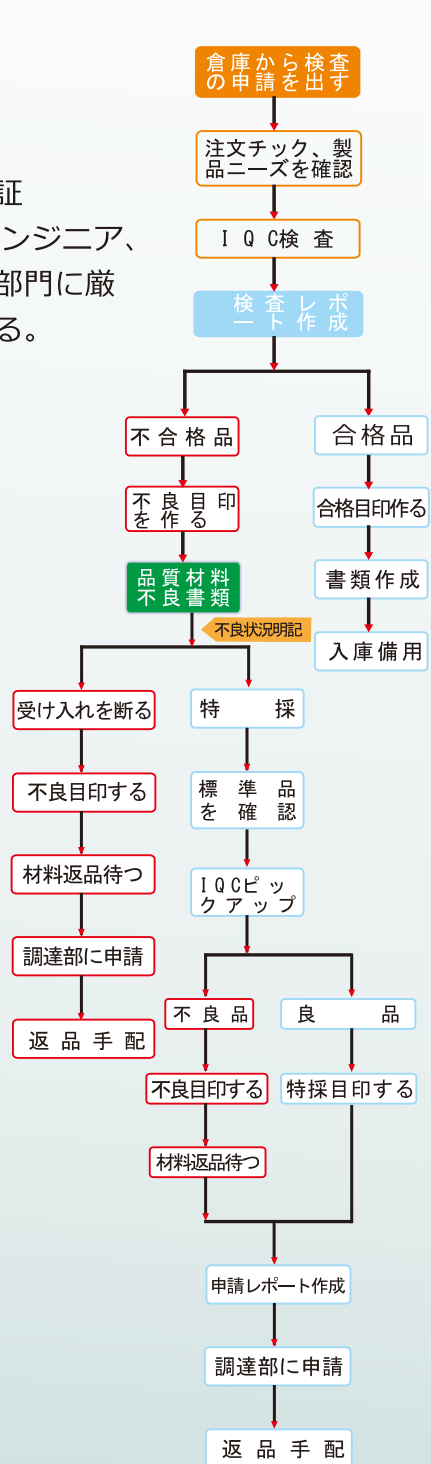 倉庫から検査
の申請を出す
注文チック、製
品ニーズを確認
証
ンジニア、
部門に厳
る。
ＩＱＣ検査
検査レポ
ート作成
不合格品
合格品
不良目印
を作る
合格目印作る
品質材料
不良書類
書類作成
不良状況明記
入庫備用
受け入れを断る
特採
不良目印する
標準品
を確認
材料返品待つ
IQCピッ
クアップ
調達部に申請
不良品
良品
返品手配
不良目印する
特採目印する
材料返品待つ
申請レポート作成
調達部に申請
返品手配